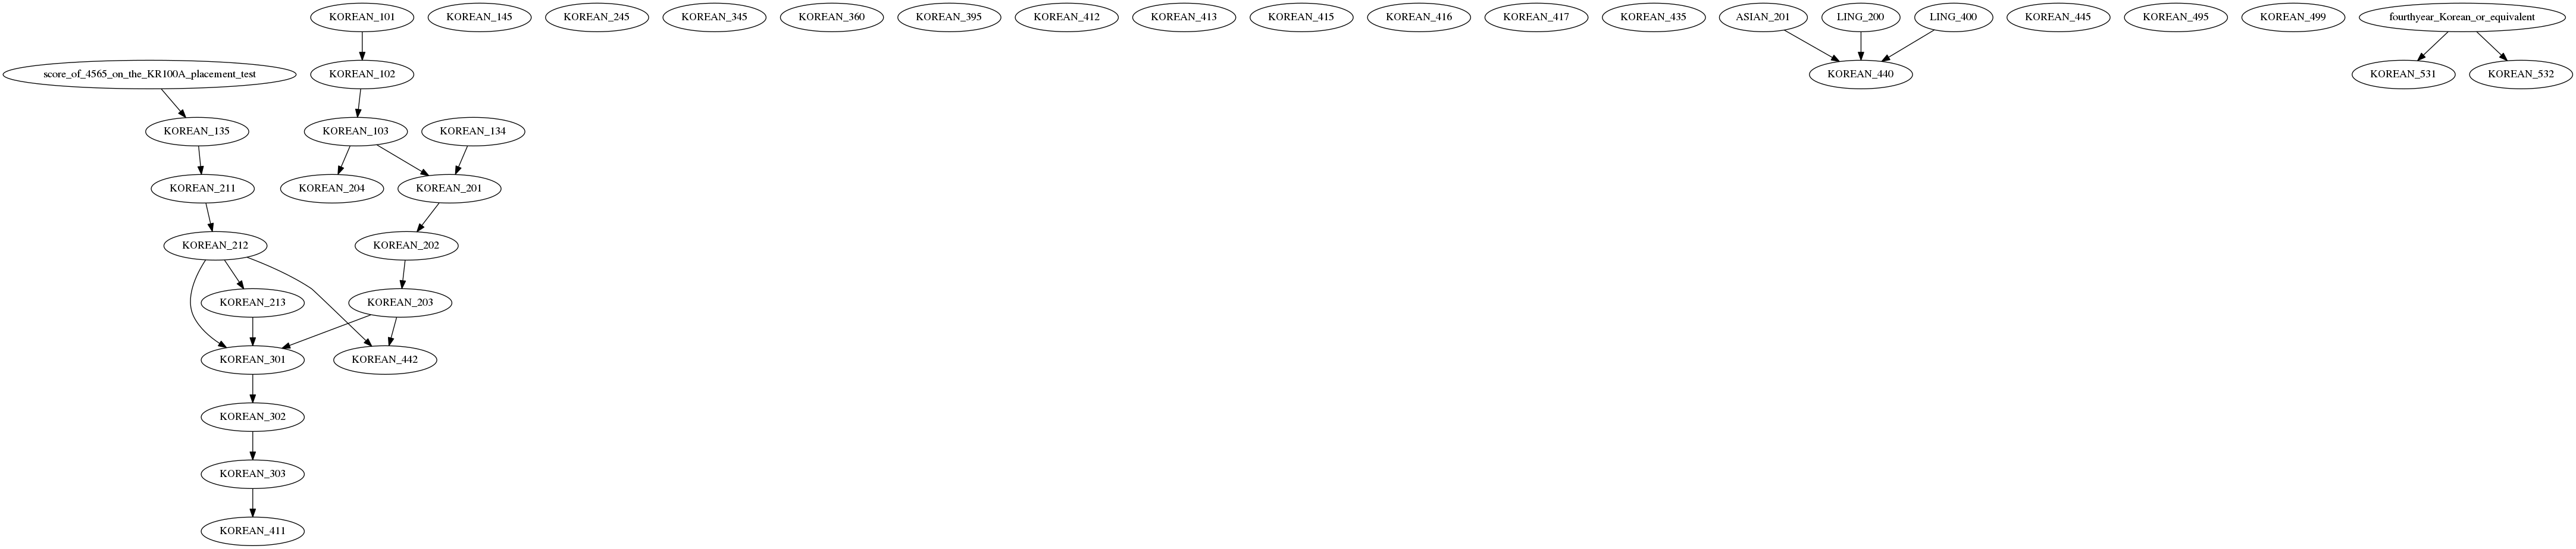 KOREAN_101
KOREAN_145
KOREAN_245
KOREAN_345
KOREAN_360
KOREAN_395
KOREAN_412
KOREAN_413
KOREAN_415
KOREAN_416
KOREAN_417
KOREAN_435
ASIAN_201
LING_200
LING_400
KOREAN_445
KOREAN_495
KOREAN_499
fourthyear_Korean_or_equivalent
score_of_4565_on_the_KR100A_placement_test
KOREAN_102
KOREAN_440
KOREAN_531
KOREAN_532
KOREAN_135
KOREAN_103
KOREAN_134
KOREAN_211
KOREAN_204
KOREAN_201
KOREAN_212
KOREAN_202
KOREAN_213
KOREAN_203
KOREAN_301
KOREAN_442
KOREAN_302
KOREAN_303
KOREAN_411